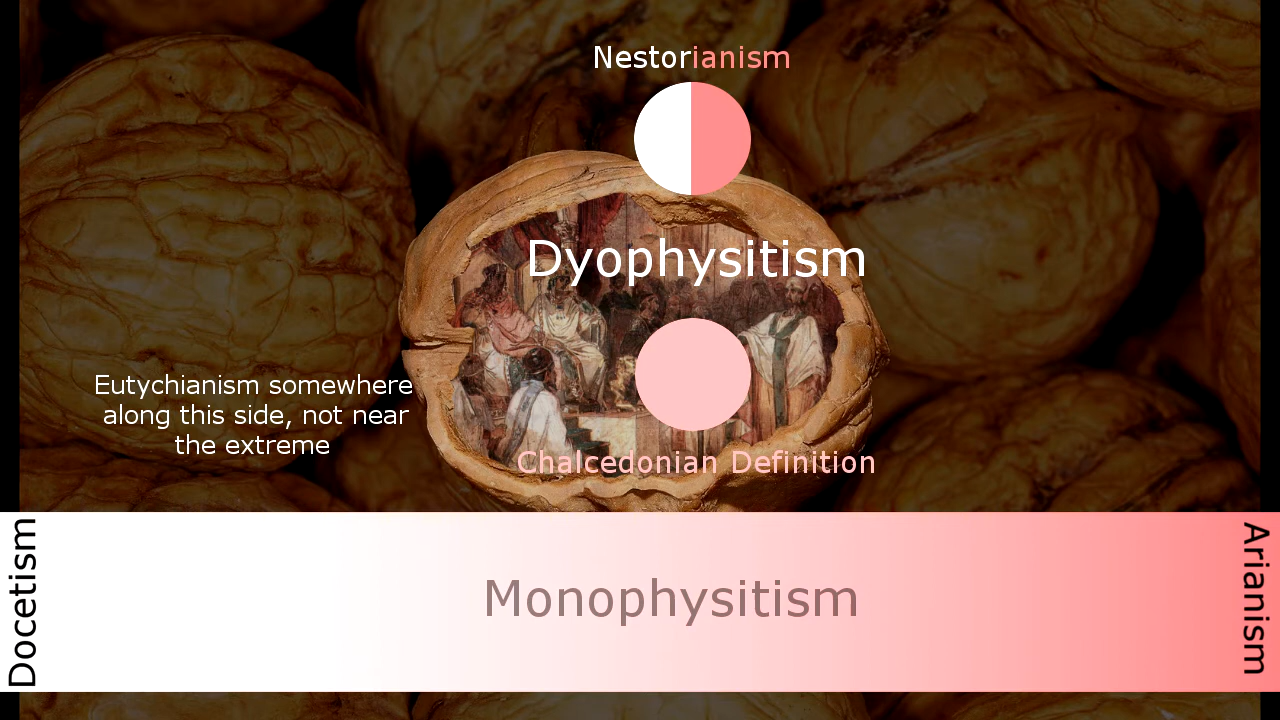 Nestorianism
Dyophysitism
Eutychianism somewhere
along this side, not near
the extreme
Chalcedonian Definition
Docetism
Monophysitism
Arianism